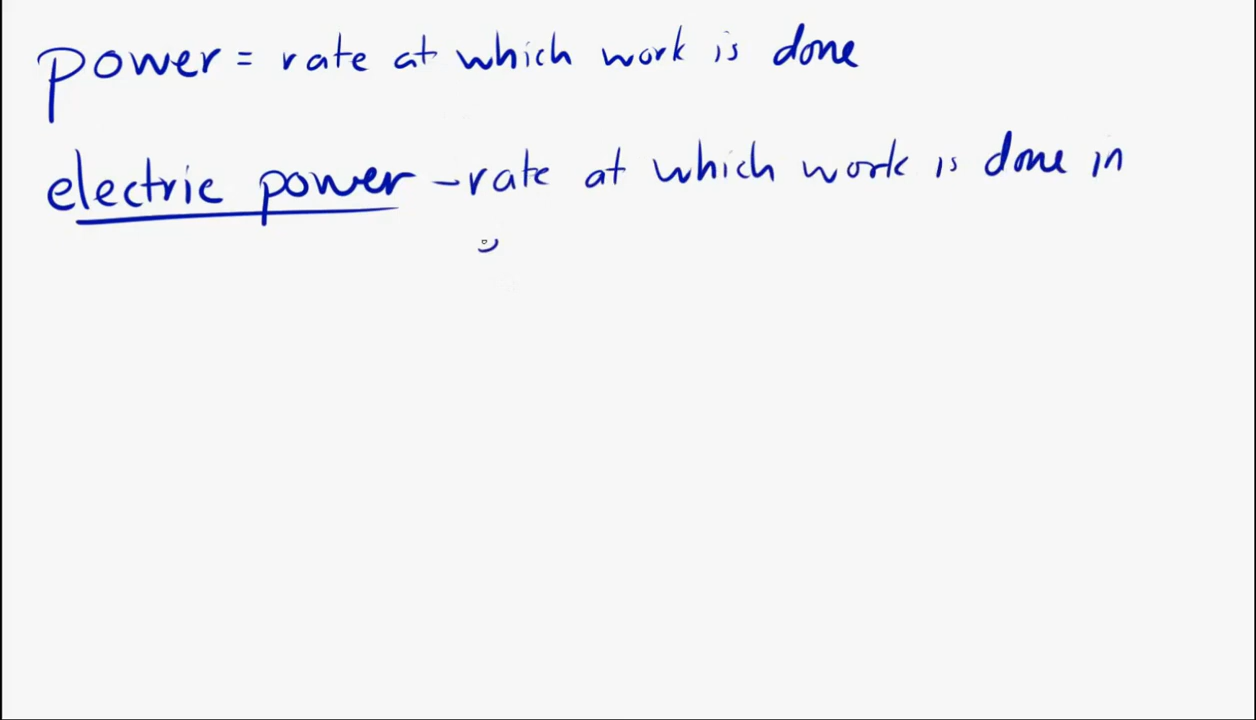 power = rate at which work is done
electric power - rate at which work is done in